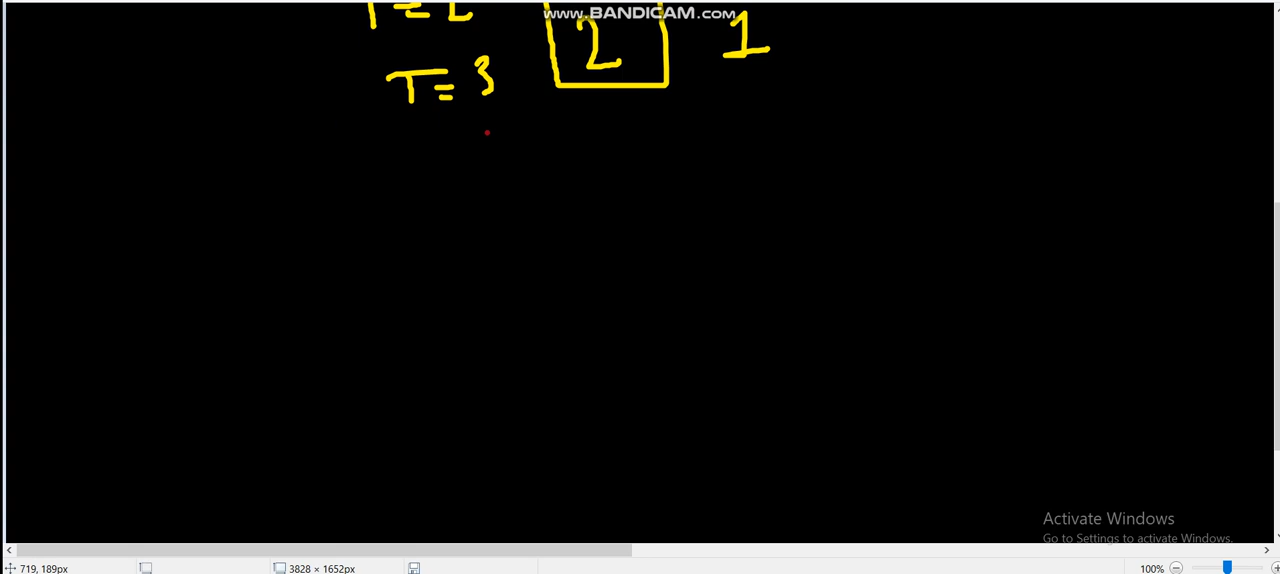 www.BANDICAM.com
2 1
T = 3
Activate Windows
Go to Settings to activate Windows.
719, 189px 3828 × 1652px 100%